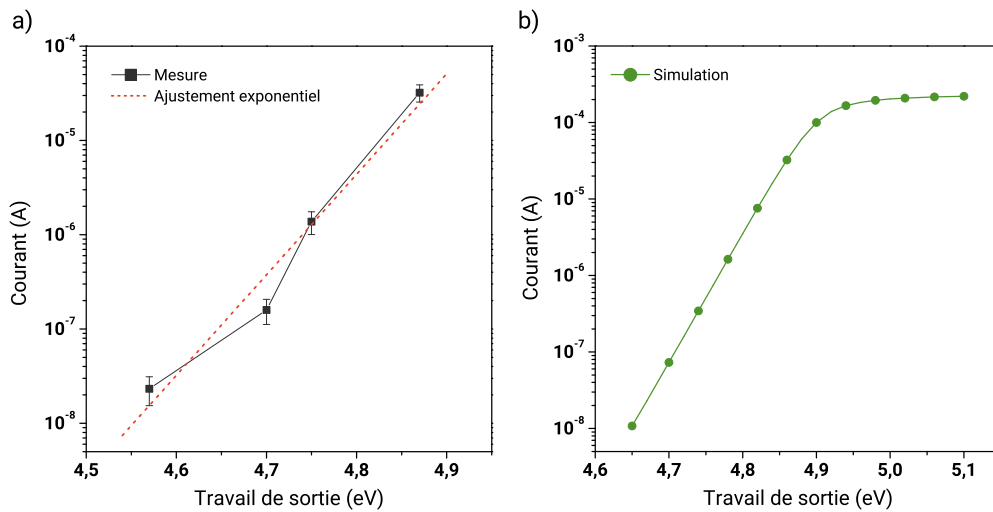 a)
10⁻⁴
10⁻⁵
10⁻⁶
10⁻⁷
10⁻⁸
Courant (A)
Mesure
Ajustement exponentiel
4,5 4,6 4,7 4,8 4,9
Travail de sortie (eV)
b)
10⁻³
10⁻⁴
10⁻⁵
10⁻⁶
10⁻⁷
10⁻⁸
Courant (A)
Simulation
4,6 4,7 4,8 4,9 5,0 5,1
Travail de sortie (eV)